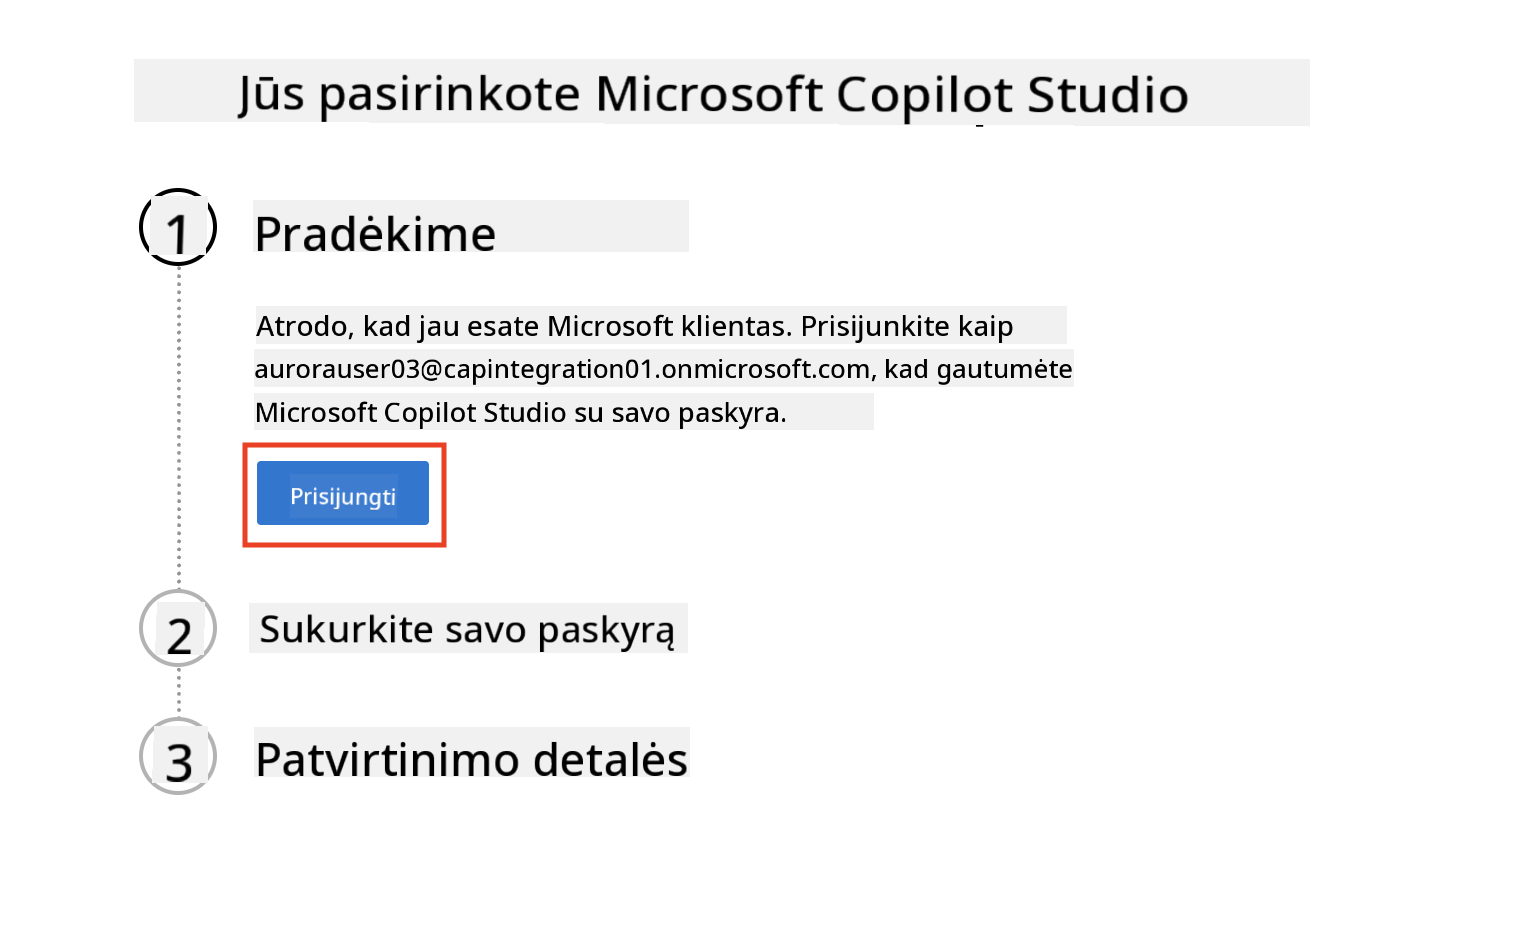 Jūs pasirinkote Microsoft Copilot Studio
1
Pradėkime
Atrodo, kad jau esate Microsoft klientas. Prisijunkite kaip
aurorauser03@capintegration01.onmicrosoft.com, kad gautumėte
Microsoft Copilot Studio su savo paskyra.
Prisijungti
2
Sukurkite savo paskyrą
3
Patvirtinimo detalės